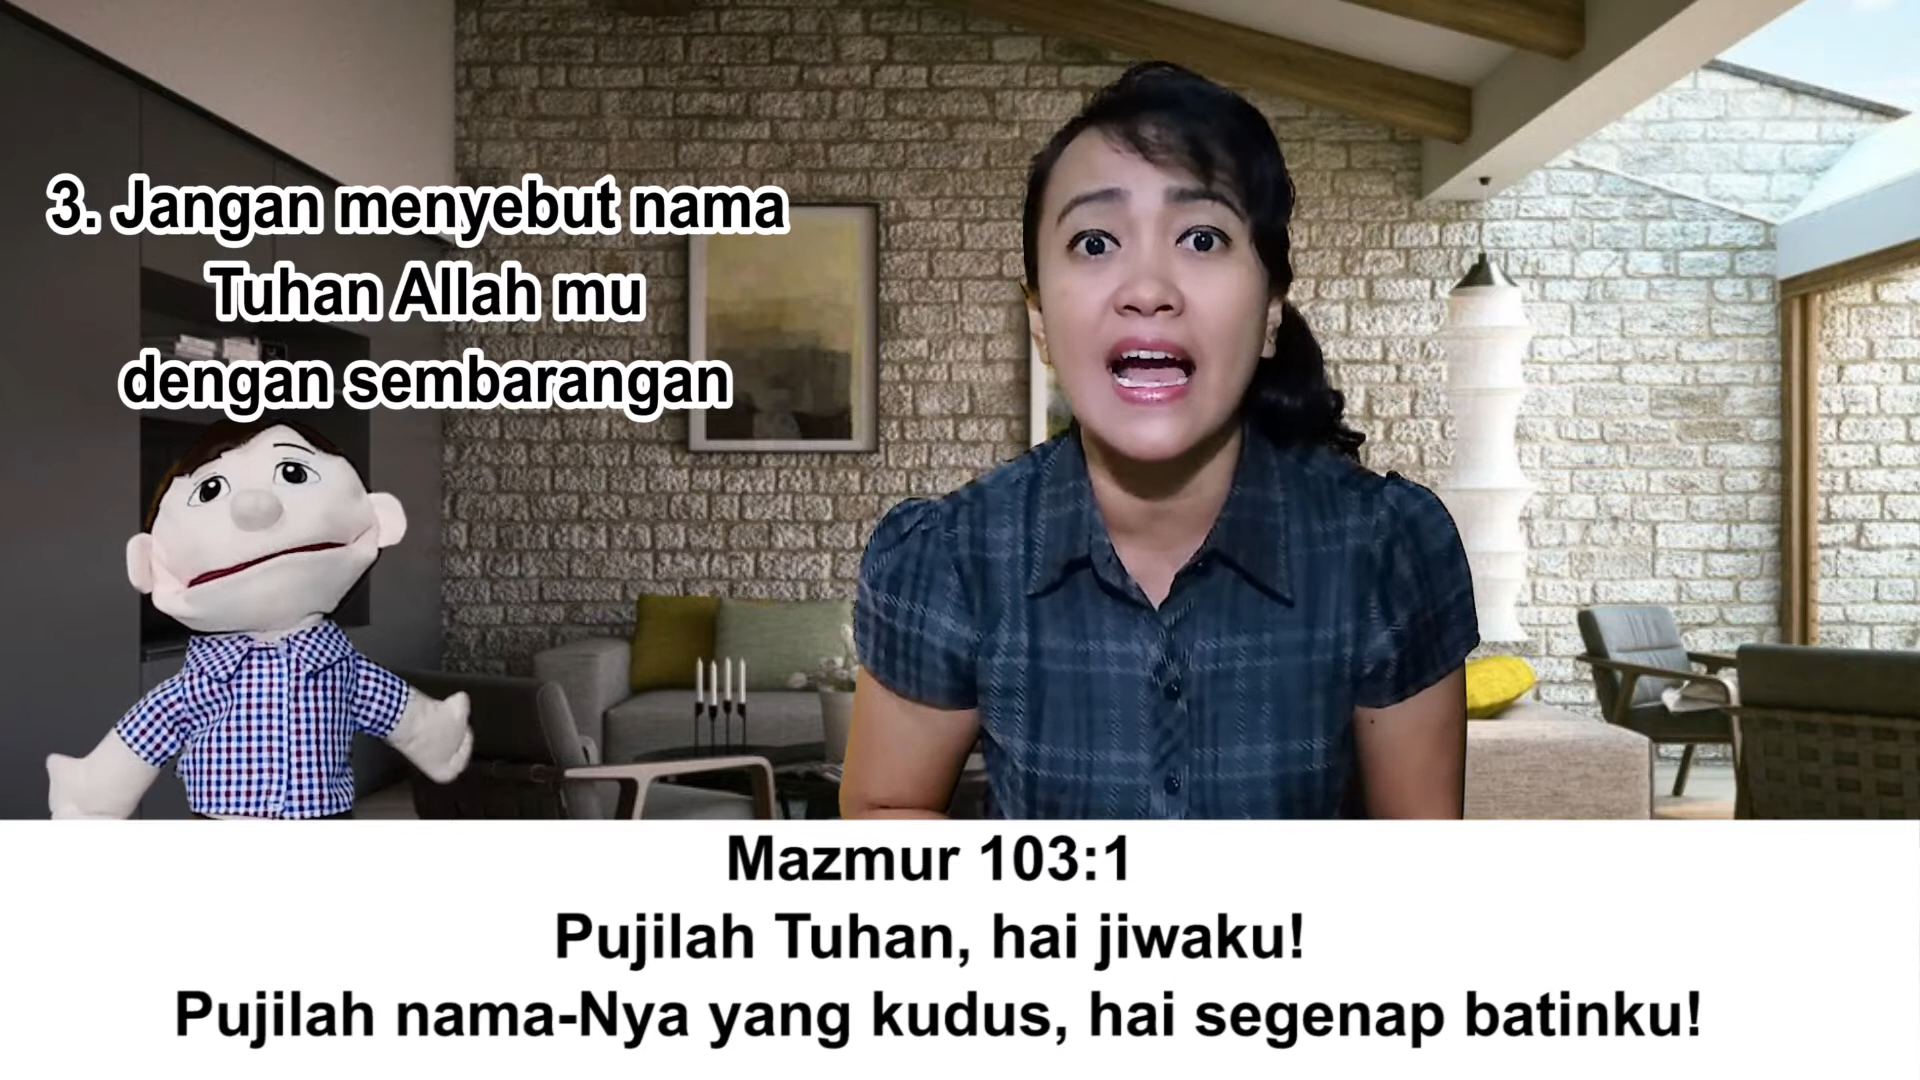 3. Jangan menyebut nama
Tuhan Allah mu
dengan sembarangan
Mazmur 103:1
Pujilah Tuhan, hai jiwaku!
Pujilah nama-Nya yang kudus, hai segenap batinku!